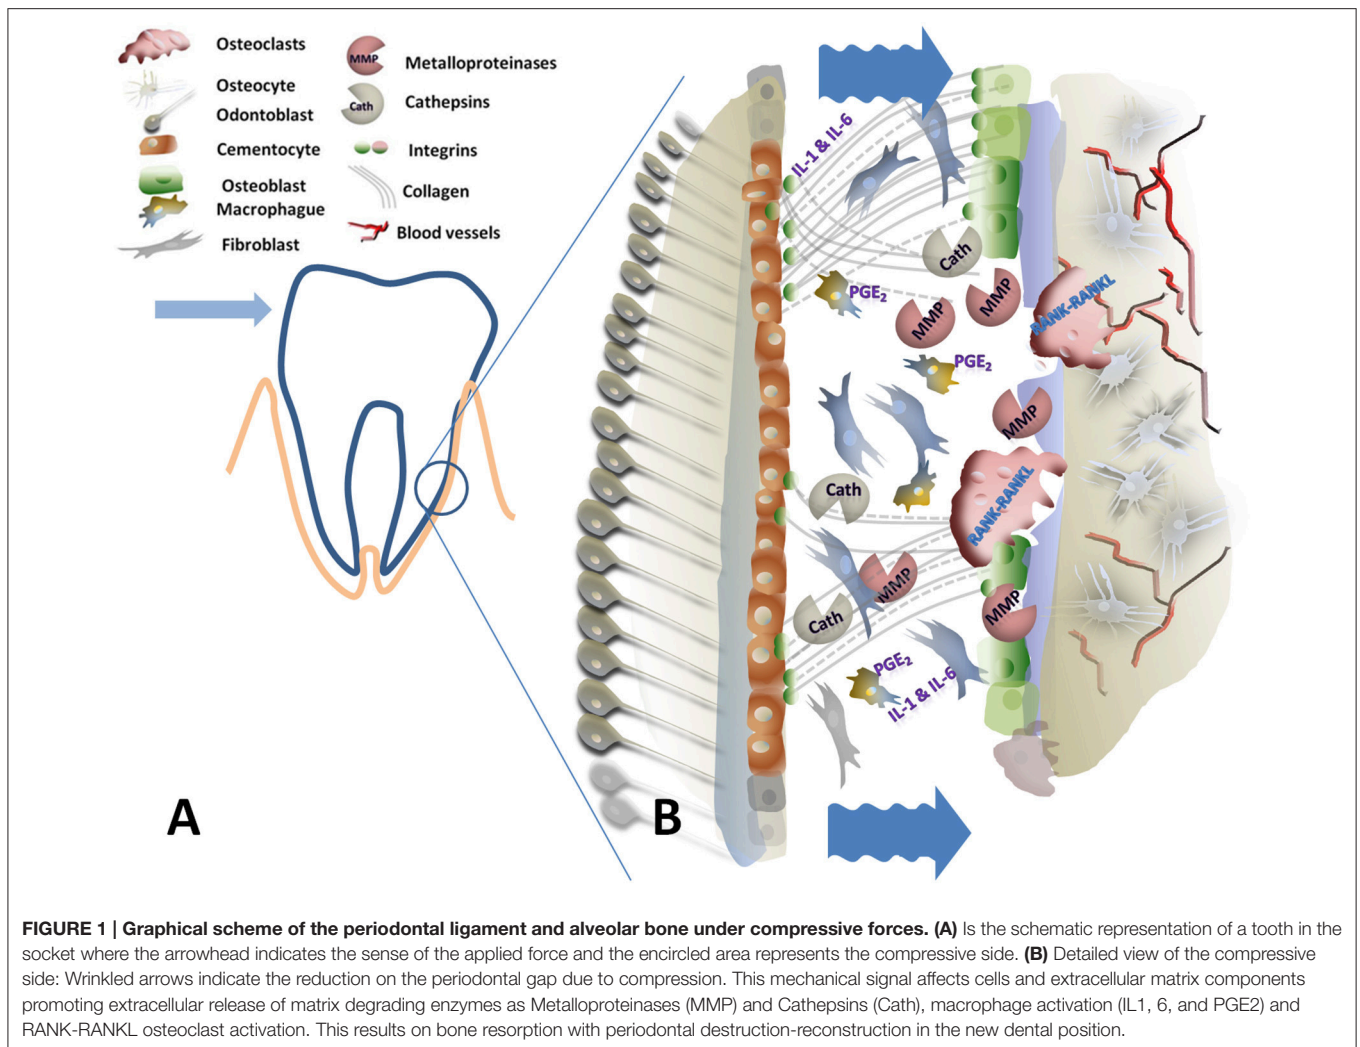 Osteoclasts
Osteocyte
Odontoblast
Cementocyte
Osteoblast
Macrophague
Fibroblast
MMP
Metalloproteinases
Cath
Cathepsins
Integrins
Collagen
Blood vessels
A
B
IL-1 & IL-6
Cath
MMP
MMP
PGE2
RANK-RANKL
PGE2
MMP
Cath
RANK-RANKL
MMP
Cath
MMP
PGE2
IL-1 & IL-6
FIGURE 1 | Graphical scheme of the periodontal ligament and alveolar bone under compressive forces. (A) Is the schematic representation of a tooth in the
socket where the arrowhead indicates the sense of the applied force and the encircled area represents the compressive side. (B) Detailed view of the compressive
side: Wrinkled arrows indicate the reduction on the periodontal gap due to compression. This mechanical signal affects cells and extracellular matrix components
promoting extracellular release of matrix degrading enzymes as Metalloproteinases (MMP) and Cathepsins (Cath), macrophage activation (IL1, 6, and PGE2) and
RANK-RANKL osteoclast activation. This results on bone resorption with periodontal destruction-reconstruction in the new dental position.